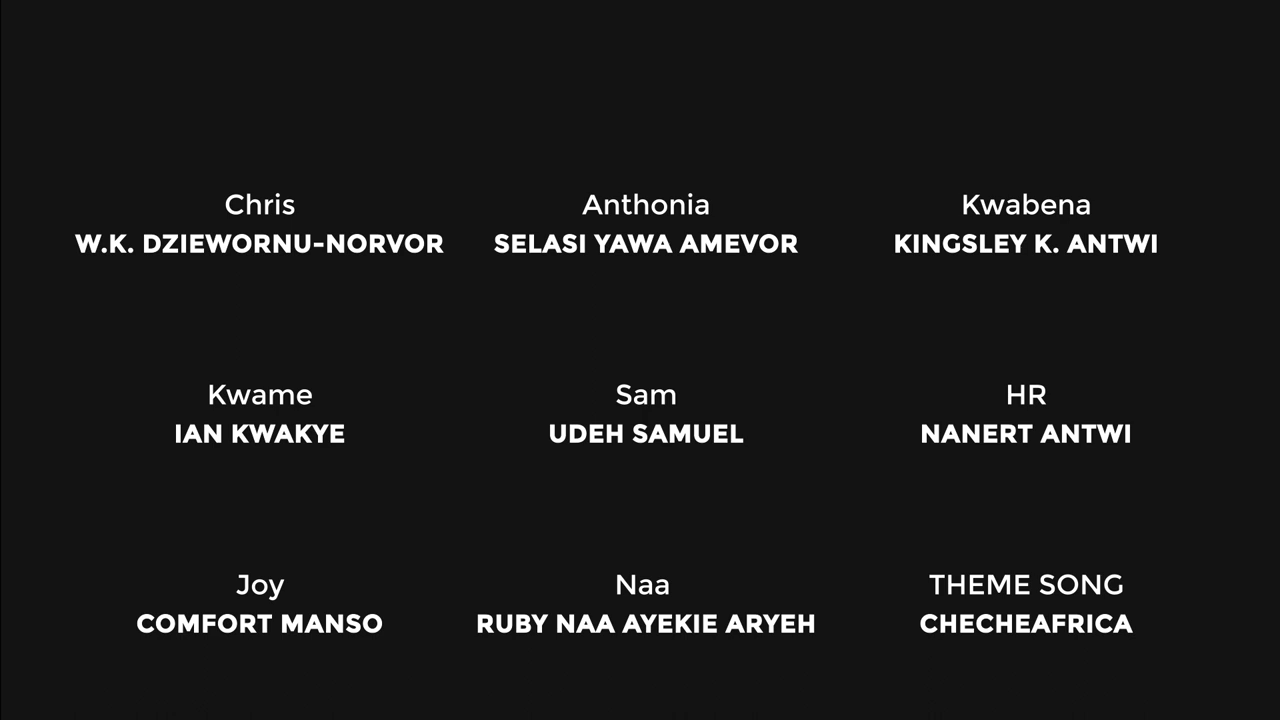 Chris
W.K. DZIEWORNU-NORVOR
Anthonia
SELASI YAWA AMEVOR
Kwabena
KINGSLEY K. ANTWI
Kwame
IAN KWAKYE
Sam
UDEH SAMUEL
HR
NANERT ANTWI
Joy
COMFORT MANSO
Naa
RUBY NAA AYEKIE ARYEH
THEME SONG
CHECHEAFRICA